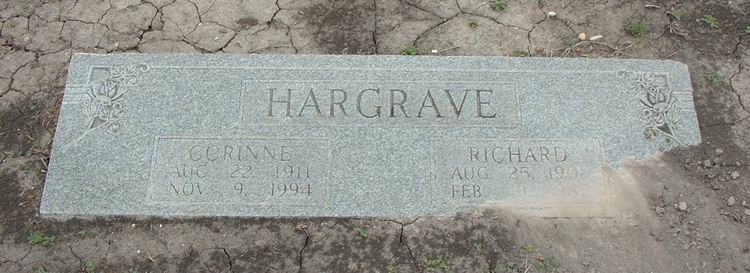 HARGRAVE
CORINNE
AUG. 22, 1911
NOV. 9, 1994
RICHARD
AUG. 25,
FEB.